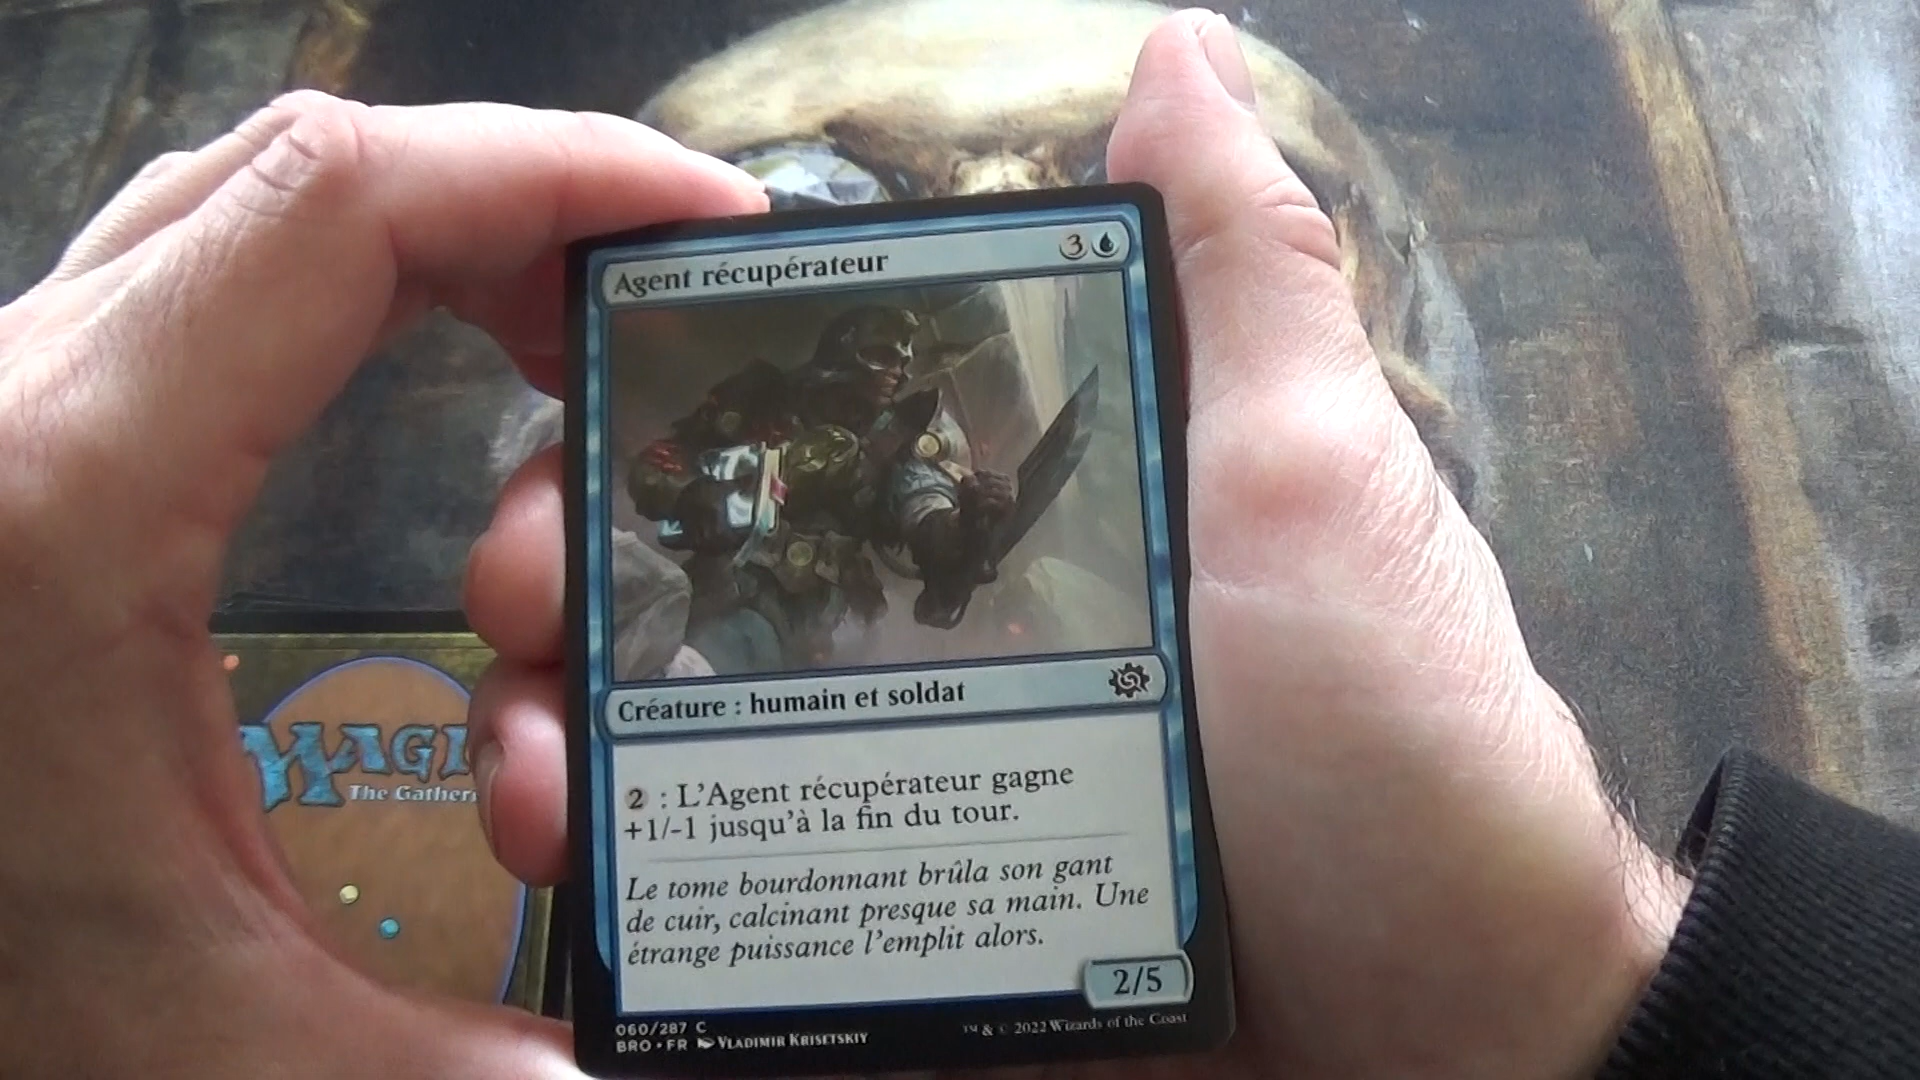 Agent récupérateur
3
Créature : humain et soldat
2 : L'Agent récupérateur gagne
+1/-1 jusqu'à la fin du tour.
Le tome bourdonnant brûla son gant
de cuir, calcinant presque sa main. Une
étrange puissance l'emplit alors.
2/5
060/287 C
BRO • FR VLADIMIR KRISETSKIY
™ & © 2022 Wizards of the Coast
MAGI
The Gather